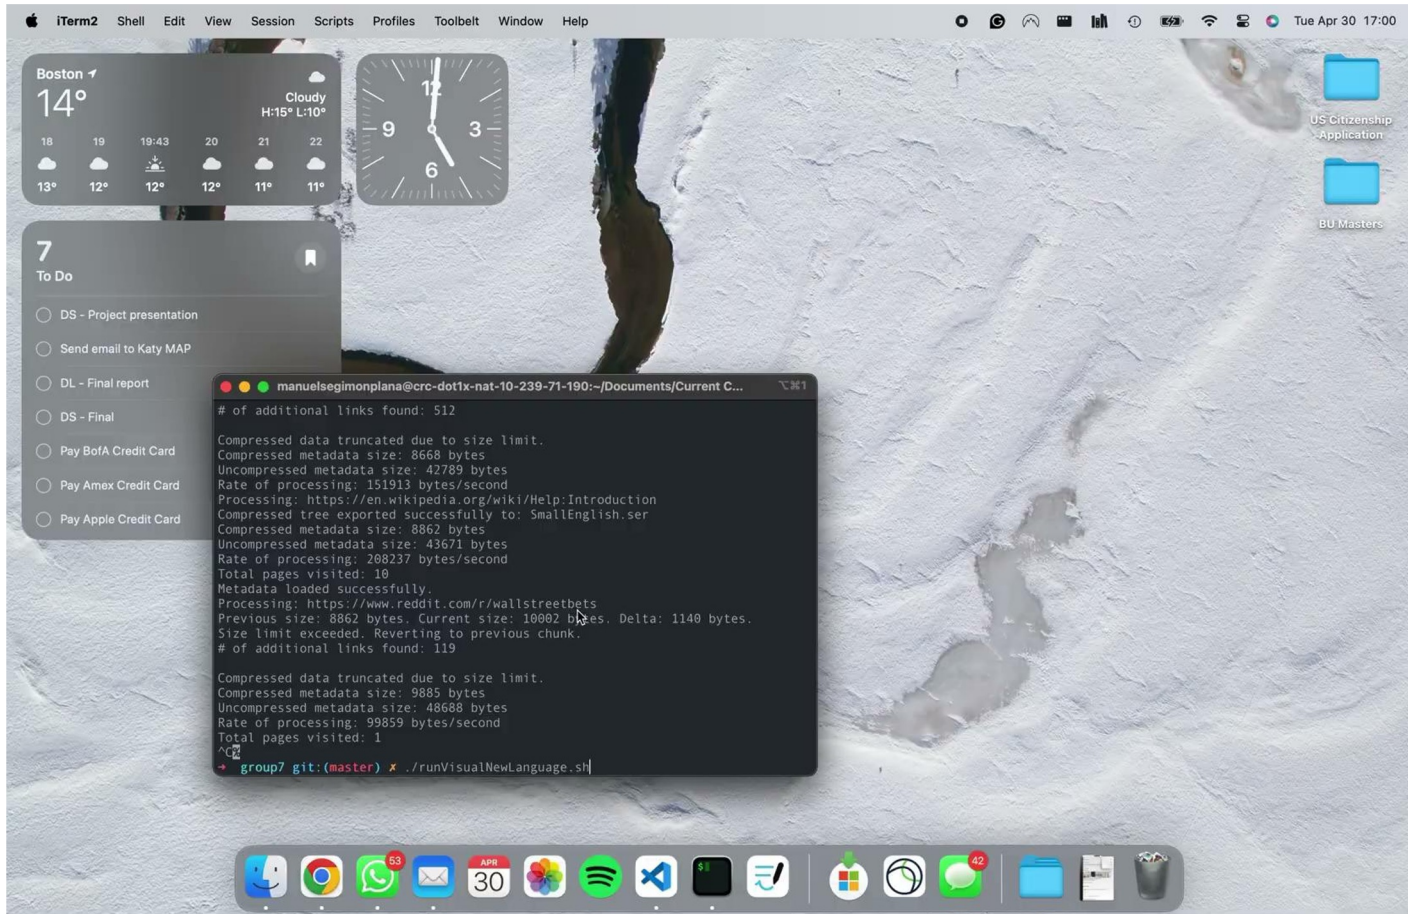 iTerm2 Shell Edit View Session Scripts Profiles Toolbelt Window Help Tue Apr 30 17:00
Boston
14°
Cloudy
H:15° L:10°
18 19 19:43 20 21 22
13° 12° 12° 12° 11° 11°
12
9 3
6
US Citizenship
Application
BU Masters
7
To Do
DS - Project presentation
Send email to Katy MAP
DL - Final report
DS - Final
Pay BofA Credit Card
Pay Amex Credit Card
Pay Apple Credit Card
manuelsegimonplana@crc-dot1x-nat-10-239-71-190:~/Documents/Current C... ⌥⌘1
# of additional links found: 512
Compressed data truncated due to size limit.
Compressed metadata size: 8668 bytes
Uncompressed metadata size: 42789 bytes
Rate of processing: 151913 bytes/second
Processing: https://en.wikipedia.org/wiki/Help:Introduction
Compressed tree exported successfully to: SmallEnglish.ser
Compressed metadata size: 8862 bytes
Uncompressed metadata size: 43671 bytes
Rate of processing: 208237 bytes/second
Total pages visited: 10
Metadata loaded successfully.
Processing: https://www.reddit.com/r/wallstreetbets
Previous size: 8862 bytes. Current size: 10002 bytes. Delta: 1140 bytes.
Size limit exceeded. Reverting to previous chunk.
# of additional links found: 119
Compressed data truncated due to size limit.
Compressed metadata size: 9885 bytes
Uncompressed metadata size: 48688 bytes
Rate of processing: 99859 bytes/second
Total pages visited: 1
^C%
➜ group7 git:(master) ✗ ./runVisualNewLanguage.sh
53
APR
30
$
42